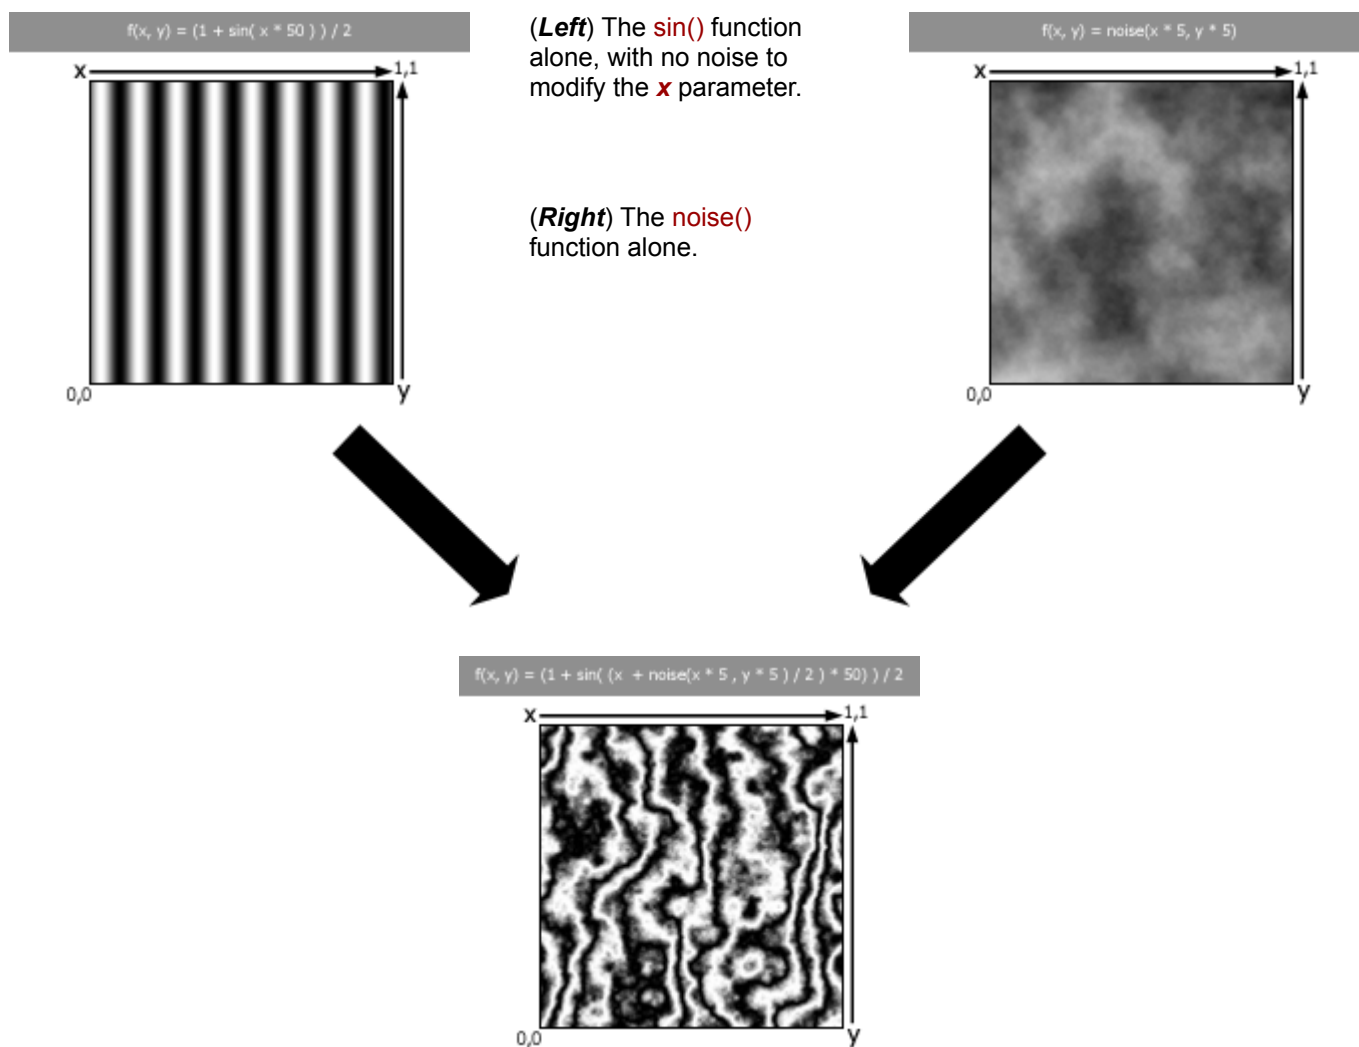 f(x, y) = (1 + sin( x * 50 ) ) / 2
x
1,1
0,0
y
(Left) The sin() function
alone, with no noise to
modify the x parameter.
(Right) The noise()
function alone.
f(x, y) = noise(x * 5, y * 5)
x
1,1
0,0
y
f(x, y) = (1 + sin( (x + noise(x * 5 , y * 5 ) / 2 ) * 50) ) / 2
x
1,1
0,0
y